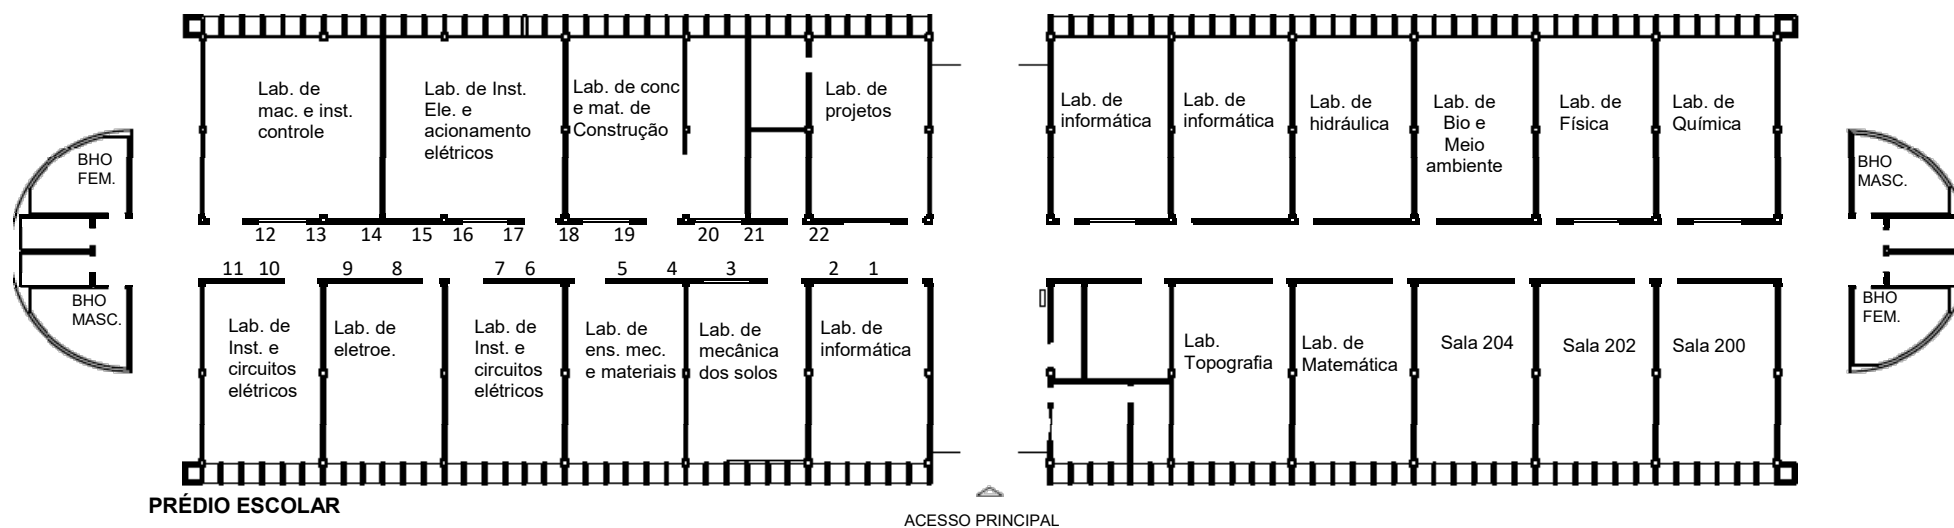 Lab. de
mac. e inst.
controle
Lab. de Inst.
Ele. e
acionamento
elétricos
Lab. de conc
e mat. de
Construção
Lab. de
projetos
Lab. de
informática
Lab. de
informática
Lab. de
hidráulica
Lab. de
Bio e
Meio
ambiente
Lab. de
Física
Lab. de
Química
BHO
FEM.
BHO
MASC.
12 13 14 15 16 17 18 19 20 21 22
11 10 9 8 7 6 5 4 3 2 1
BHO
MASC.
BHO
FEM.
Lab. de
Inst. e
circuitos
elétricos
Lab. de
eletroe.
Lab. de
Inst. e
circuitos
elétricos
Lab. de
ens. mec.
e materiais
Lab. de
mecânica
dos solos
Lab. de
informática
Lab.
Topografia
Lab. de
Matemática
Sala 204
Sala 202
Sala 200
PRÉDIO ESCOLAR
ACESSO PRINCIPAL